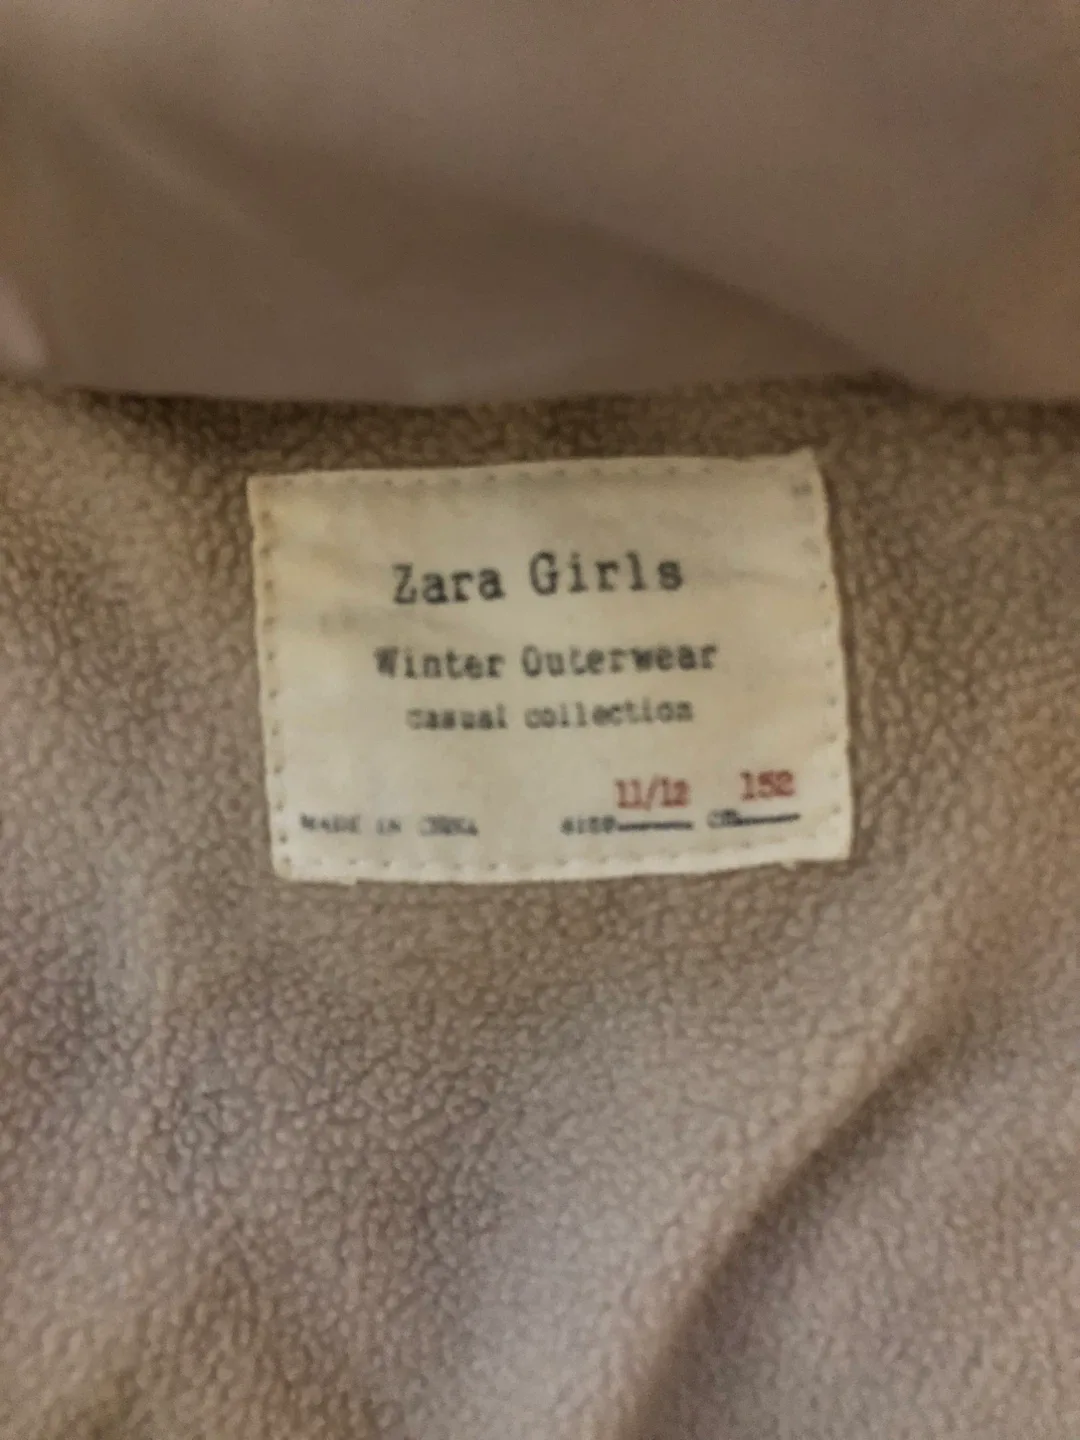 Zara Girls
Winter Outerwear
casual collection
11/12 152
MADE IN CHINA size cm